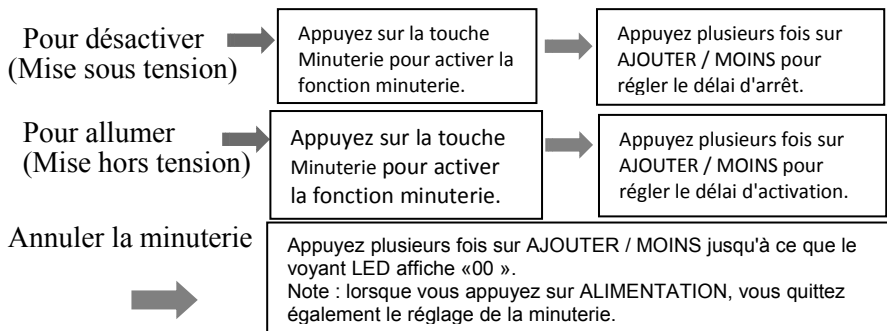 Pour désactiver
(Mise sous tension)
Appuyez sur la touche
Minuterie pour activer la
fonction minuterie.
Appuyez plusieurs fois sur
AJOUTER / MOINS pour
régler le délai d'arrêt.
Pour allumer
(Mise hors tension)
Appuyez sur la touche
Minuterie pour activer
la fonction minuterie.
Appuyez plusieurs fois sur
AJOUTER / MOINS pour
régler le délai d'activation.
Annuler la minuterie
Appuyez plusieurs fois sur AJOUTER / MOINS jusqu'à ce que le
voyant LED affiche «00 ».
Note : lorsque vous appuyez sur ALIMENTATION, vous quittez
également le réglage de la minuterie.